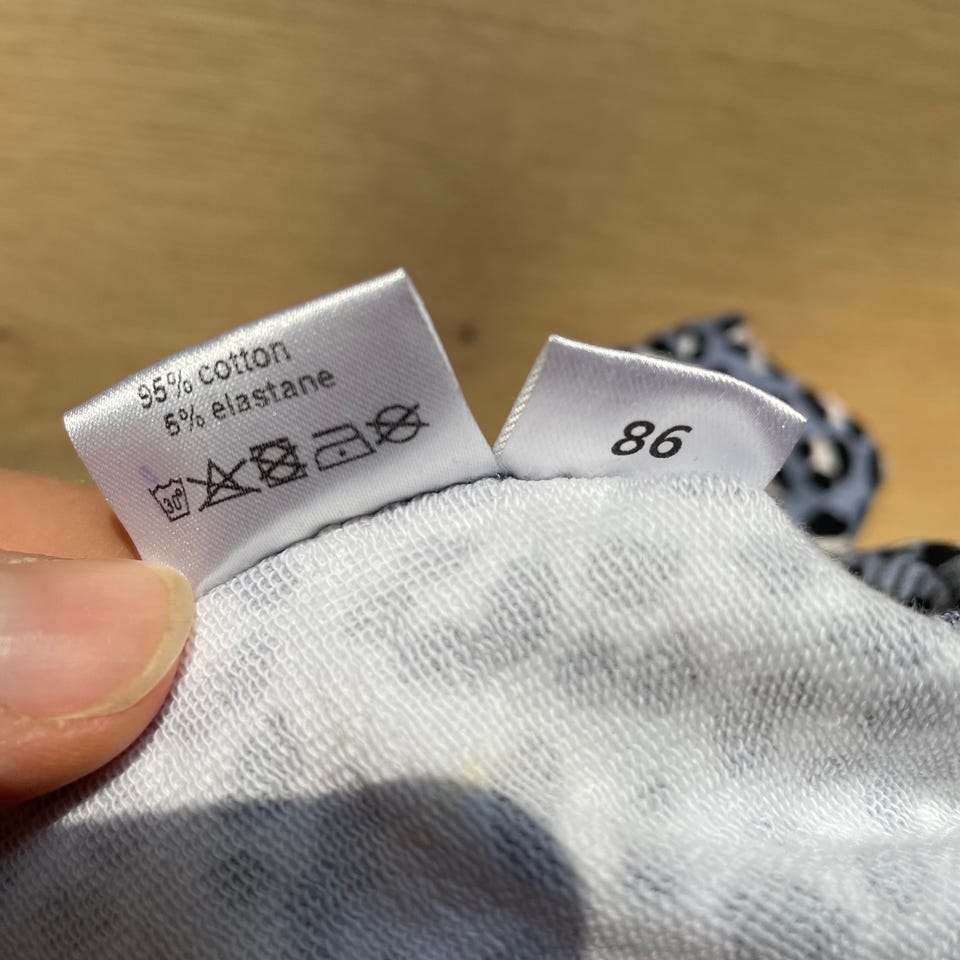 95% cotton
5% elastane
30°
86